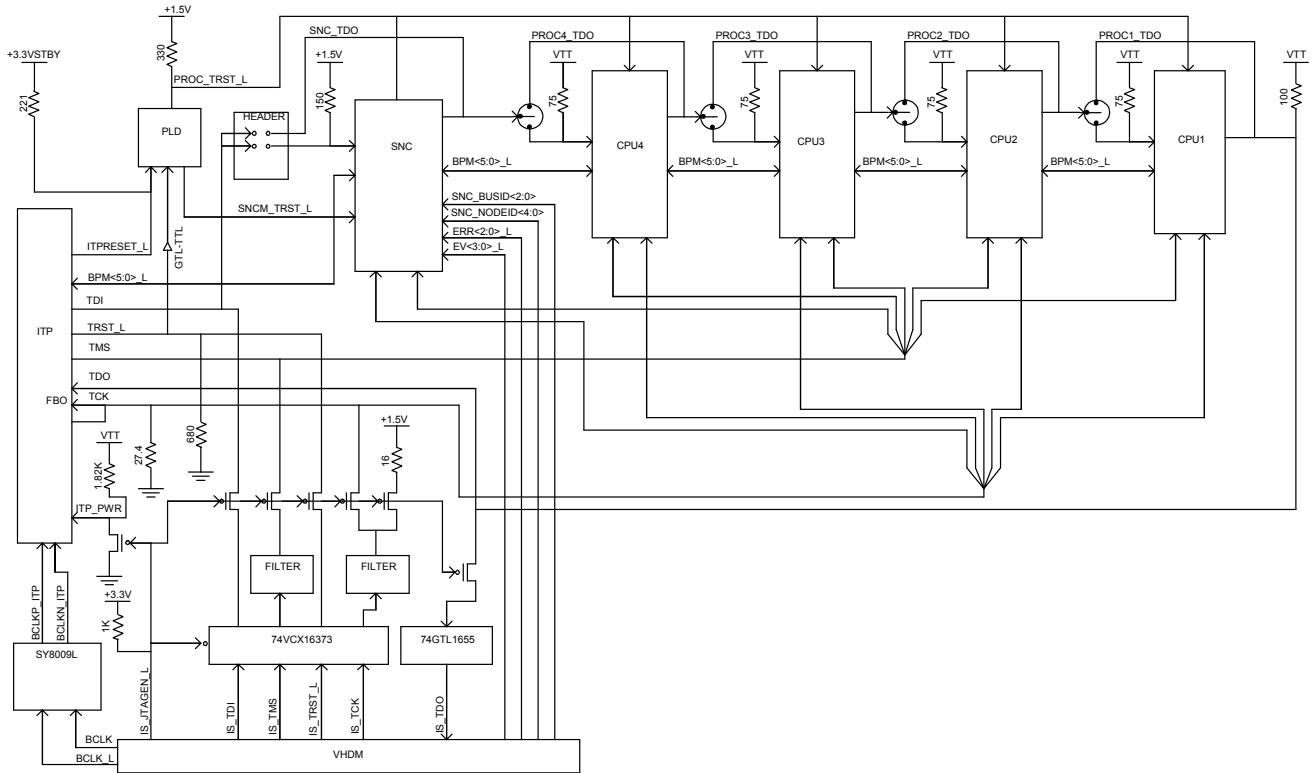 +1.5V
SNC_TDO
PROC4_TDO
PROC3_TDO
PROC2_TDO
PROC1_TDO
+3.3VSTBY
330
+1.5V
VTT
VTT
VTT
VTT
VTT
PROC_TRST_L
221
150
75
75
75
75
100
PLD
HEADER
SNC
CPU4
CPU3
CPU2
CPU1
BPM<5:0>_L
BPM<5:0>_L
BPM<5:0>_L
BPM<5:0>_L
SNC_BUSID<2:0>
SNCM_TRST_L
SNC_NODEID<4:0>
ERR<2:0>_L
ITPRESET_L
GTL-TTL
EV<3:0>_L
BPM<5:0>_L
TDI
ITP
TRST_L
TMS
TDO
FBO
TCK
+1.5V
VTT
680
27.4
16
1.82K
ITP_PWR
FILTER
FILTER
BCLKP_ITP
BCLKN_ITP
+3.3V
1K
74VCX16373
74GTL1655
SY8009L
IS_JTAGEN_L
IS_TDI
IS_TMS
IS_TRST_L
IS_TCK
IS_TDO
BCLK
VHDM
BCLK_L